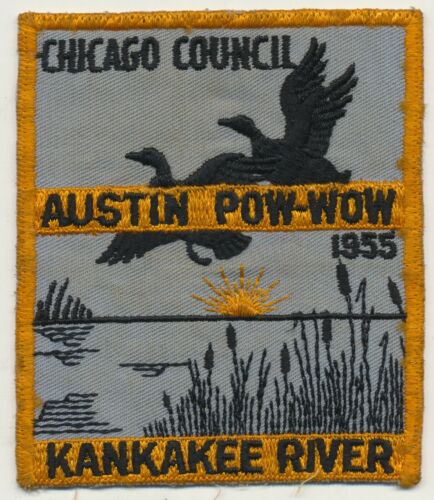 CHICAGO COUNCIL
AUSTIN POW-WOW
1955
KANKAKEE RIVER